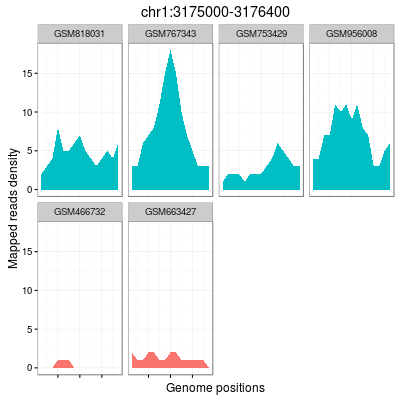 chr1:3175000-3176400
GSM818031 GSM767343 GSM753429 GSM956008
15
10
5
0
Mapped reads density
GSM466732 GSM663427
15
10
5
0
Genome positions